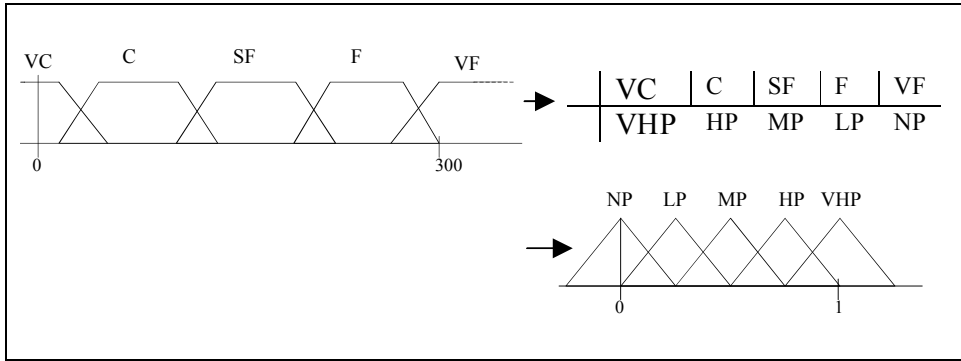 VC C SF F VF
0 300
VC C SF F VF
VHP HP MP LP NP
NP LP MP HP VHP
0 1